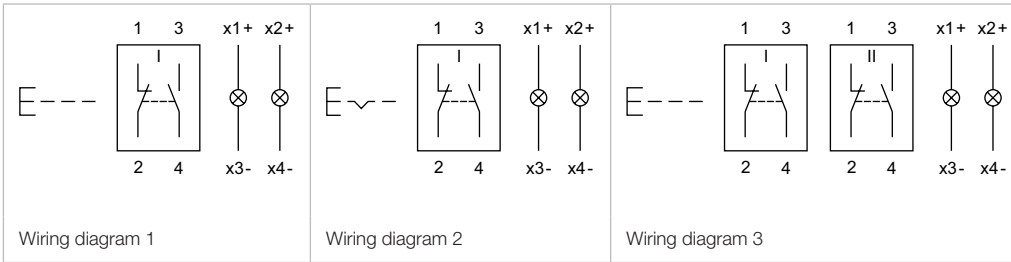 1 3 x1+ x2+
I
2 4 x3- x4-
Wiring diagram 1
1 3 x1+ x2+
I
2 4 x3- x4-
Wiring diagram 2
1 3 1 3 x1+ x2+
I II
2 4 2 4 x3- x4-
Wiring diagram 3